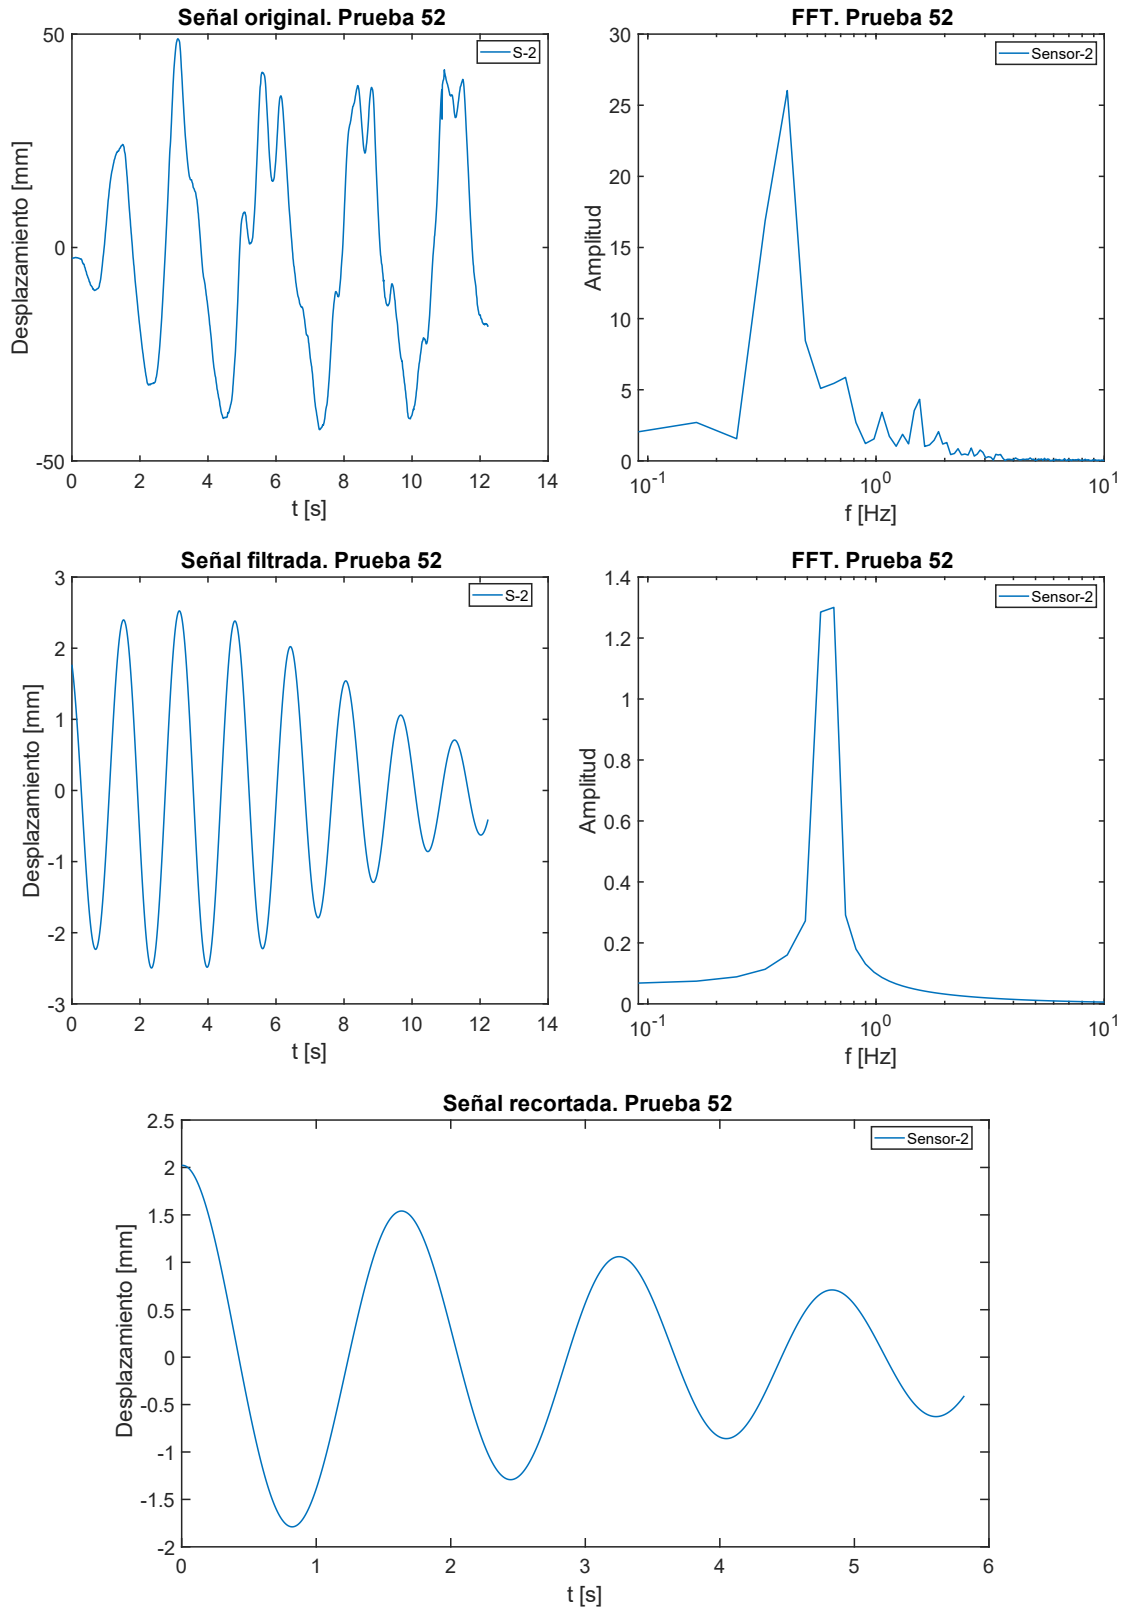 Señal original. Prueba 52
S-2
Desplazamiento [mm]
50
0
-50
0 2 4 6 8 10 12 14
t [s]
FFT. Prueba 52
Sensor-2
Amplitud
30
25
20
15
10
5
0
10^-1 10^0 10^1
f [Hz]
Señal filtrada. Prueba 52
S-2
Desplazamiento [mm]
3
2
1
0
-1
-2
-3
0 2 4 6 8 10 12 14
t [s]
FFT. Prueba 52
Sensor-2
Amplitud
1.4
1.2
1
0.8
0.6
0.4
0.2
0
10^-1 10^0 10^1
f [Hz]
Señal recortada. Prueba 52
Sensor-2
Desplazamiento [mm]
2.5
2
1.5
1
0.5
0
-0.5
-1
-1.5
-2
0 1 2 3 4 5 6
t [s]